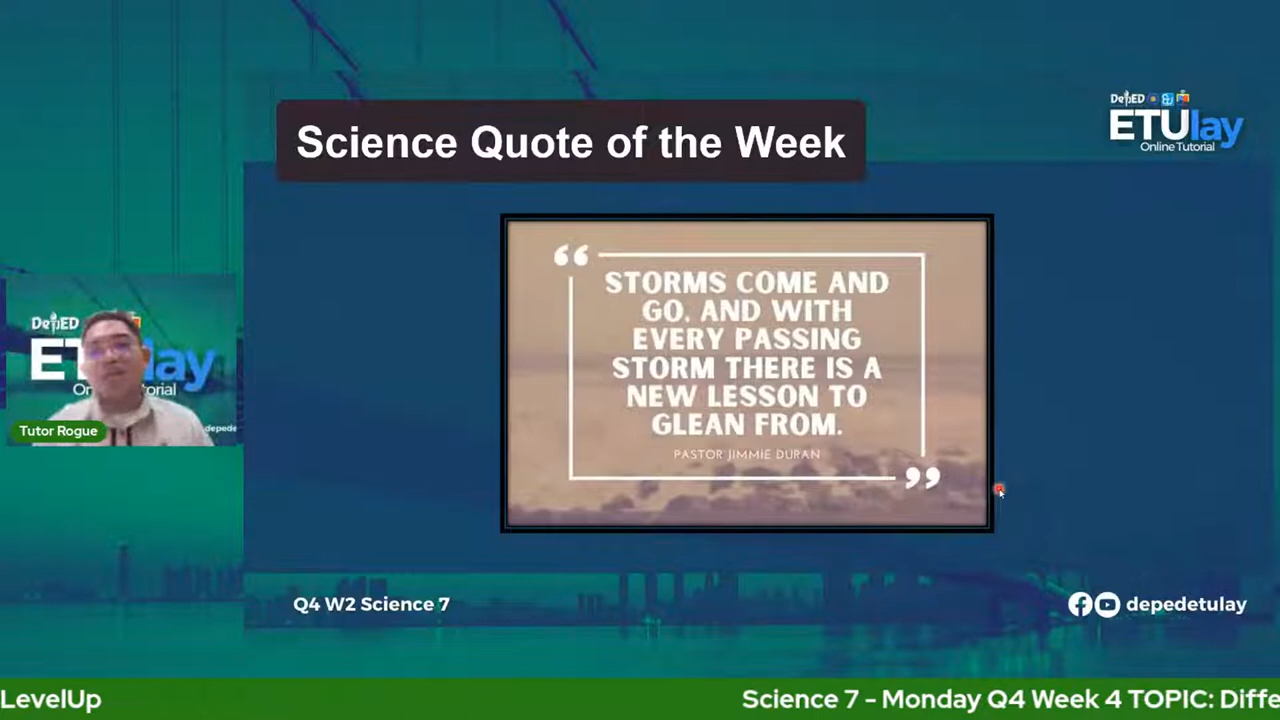 Science Quote of the Week
DepED
ETUlay
Online Tutorial
“
STORMS COME AND
GO. AND WITH
EVERY PASSING
STORM THERE IS A
NEW LESSON TO
GLEAN FROM.
PASTOR JIMMIE DURAN
”
DepED
Tutor Rogue
depede
Q4 W2 Science 7
depedetulay
LevelUp
Science 7 - Monday Q4 Week 4 TOPIC: Diffe